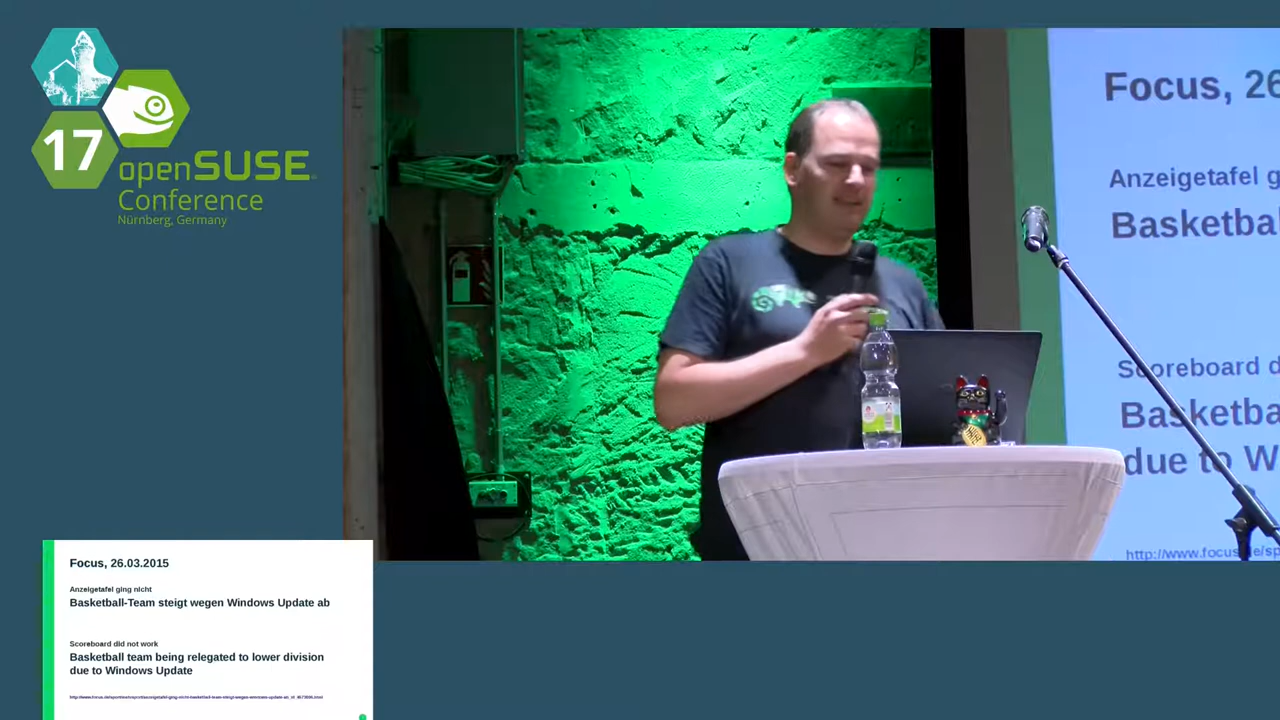 17
openSUSE
Conference
Nürnberg, Germany
Focus, 26
Anzeigetafel g
Basketba
Scoreboard d
Basketba
due to W
http://www.focus.de/sp
Focus, 26.03.2015
Anzeigetafel ging nicht
Basketball-Team steigt wegen Windows Update ab
Scoreboard did not work
Basketball team being relegated to lower division
due to Windows Update